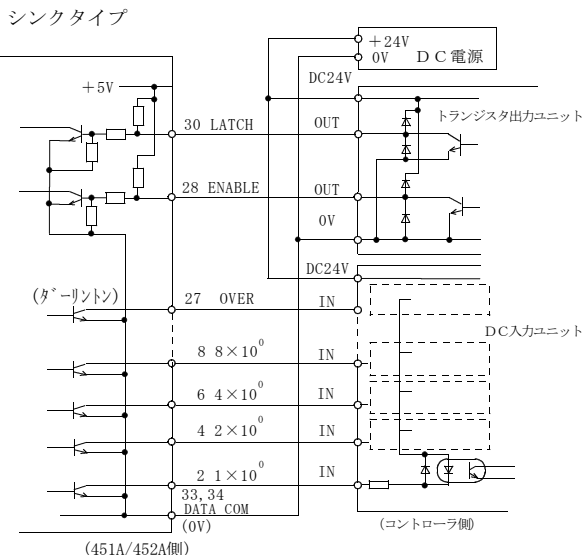 シンクタイプ
+24V
0V
DC電源
DC24V
+5V
トランジスタ出力ユニット
30 LATCH
OUT
28 ENABLE
OUT
0V
DC24V
(ダーリントン)
27 OVER
IN
DC入力ユニット
8 8×10⁰
IN
6 4×10⁰
IN
4 2×10⁰
IN
2 1×10⁰
IN
33,34
DATA COM
(0V)
(コントローラ側)
(451A/452A側)